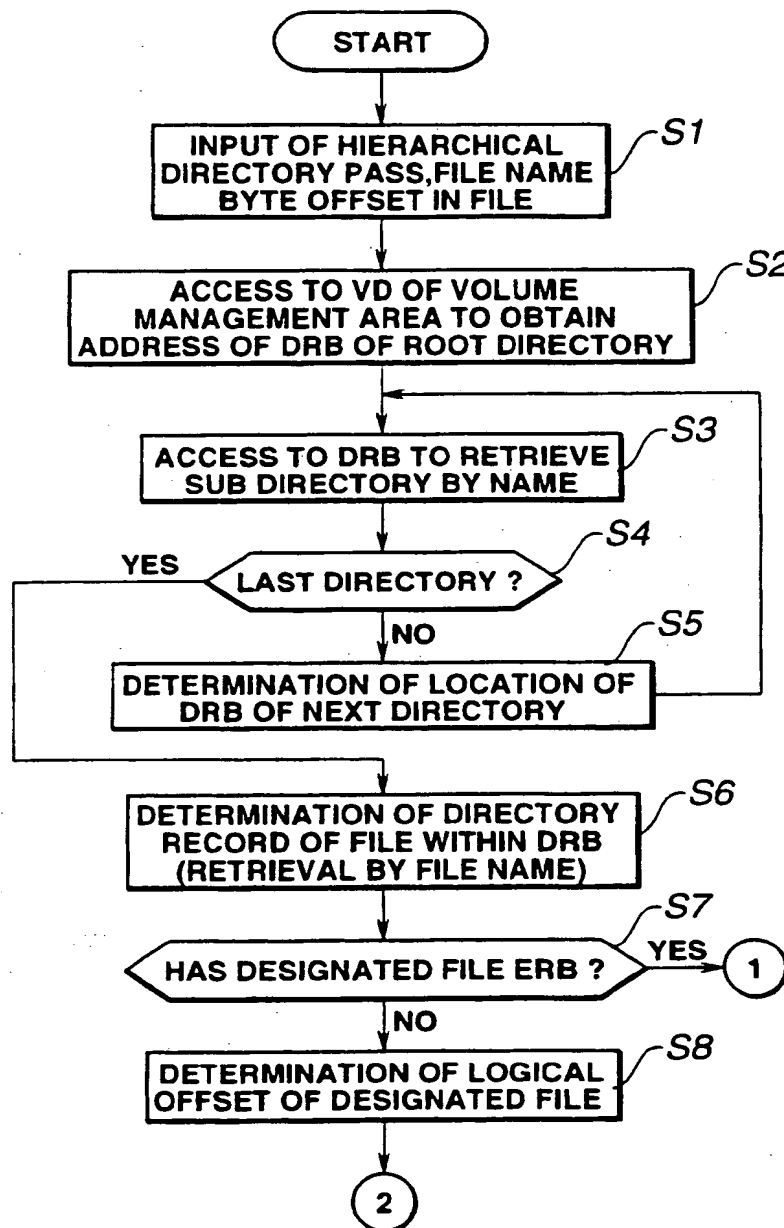 START
S1
INPUT OF HIERARCHICAL
DIRECTORY PASS,FILE NAME
BYTE OFFSET IN FILE
S2
ACCESS TO VD OF VOLUME
MANAGEMENT AREA TO OBTAIN
ADDRESS OF DRB OF ROOT DIRECTORY
S3
ACCESS TO DRB TO RETRIEVE
SUB DIRECTORY BY NAME
S4
YES
LAST DIRECTORY ?
NO
S5
DETERMINATION OF LOCATION OF
DRB OF NEXT DIRECTORY
S6
DETERMINATION OF DIRECTORY
RECORD OF FILE WITHIN DRB
(RETRIEVAL BY FILE NAME)
S7
HAS DESIGNATED FILE ERB ?
YES
1
NO
S8
DETERMINATION OF LOGICAL
OFFSET OF DESIGNATED FILE
2